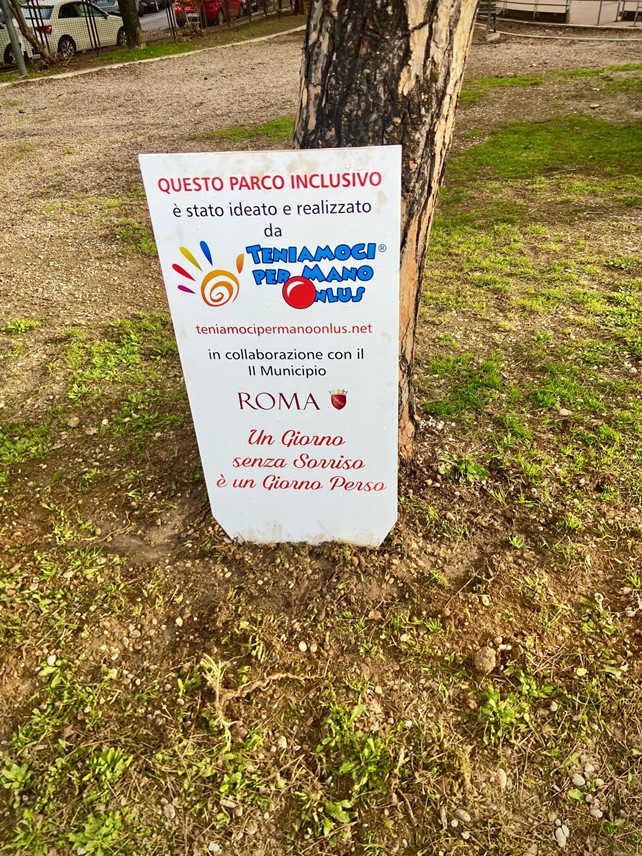 QUESTO PARCO INCLUSIVO
è stato ideato e realizzato
da
TENIAMOCI®
PER MANO
ONLUS
teniamocipermanoonlus.net
in collaborazione con il
II Municipio
ROMA
Un Giorno
senza Sorriso
è un Giorno Perso